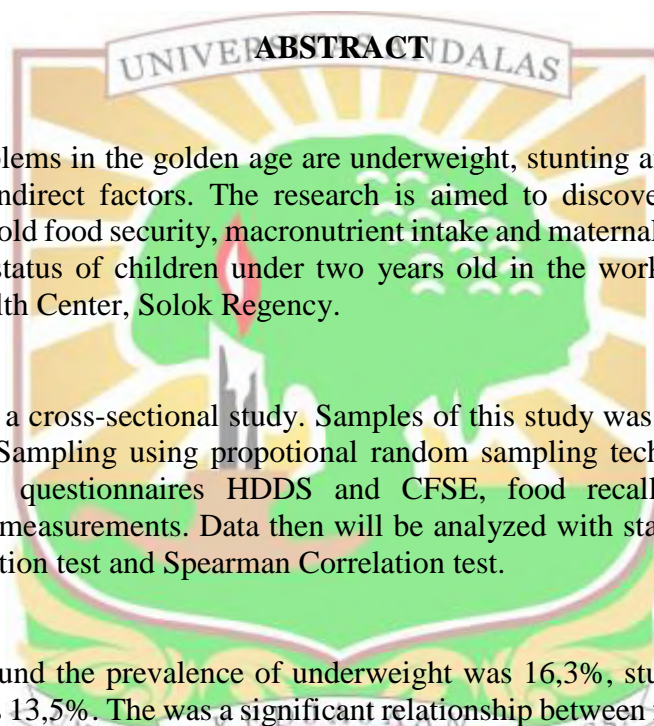 UNIVERSITAS ANDALAS
ABSTRACT
blems in the golden age are underweight, stunting a
ndirect factors. The research is aimed to discove
old food security, macronutrient intake and maternal
status of children under two years old in the work
lth Center, Solok Regency.
a cross-sectional study. Samples of this study was
Sampling using propotional random sampling tech
questionnaires HDDS and CFSE, food recall
measurements. Data then will be analyzed with sta
tion test and Spearman Correlation test.
und the prevalence of underweight was 16,3%, stu
s 13,5%. The was a significant relationship between